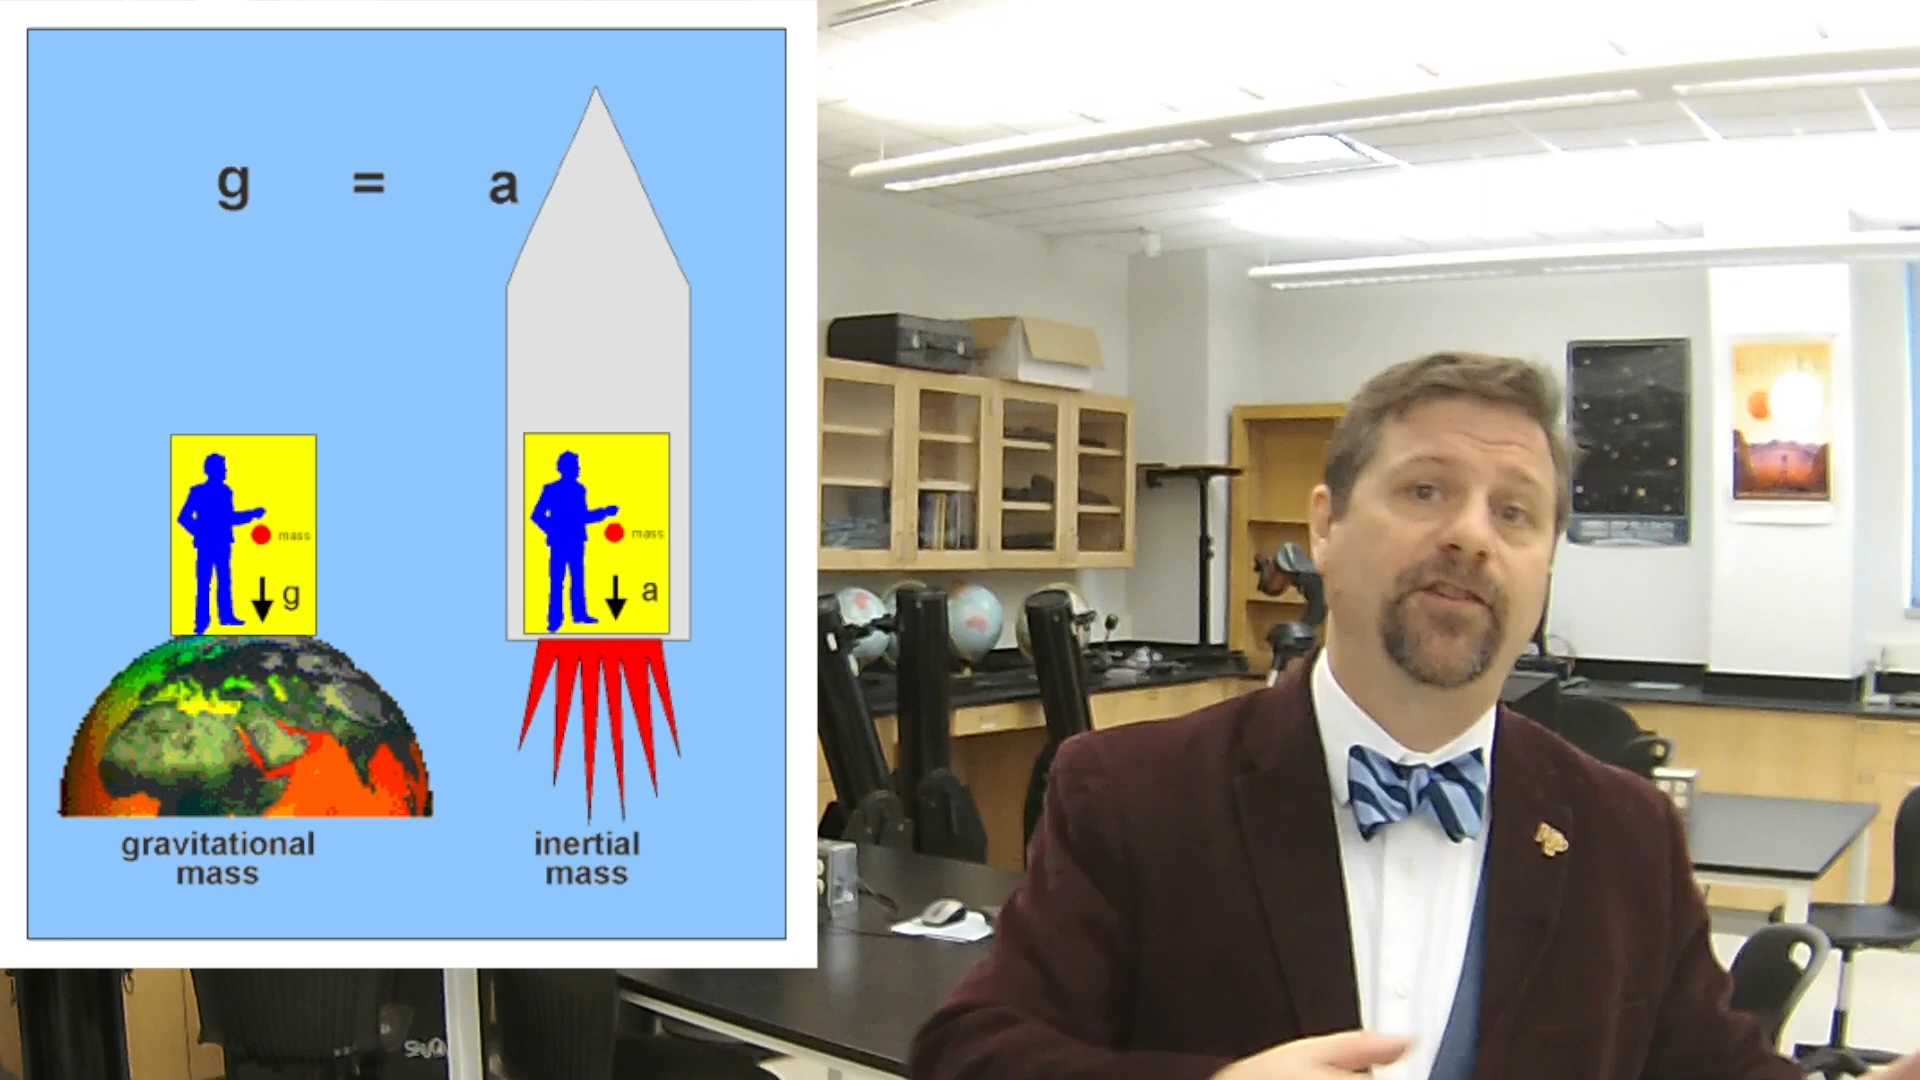 g = a
mass
g
mass
a
gravitational
mass
inertial
mass